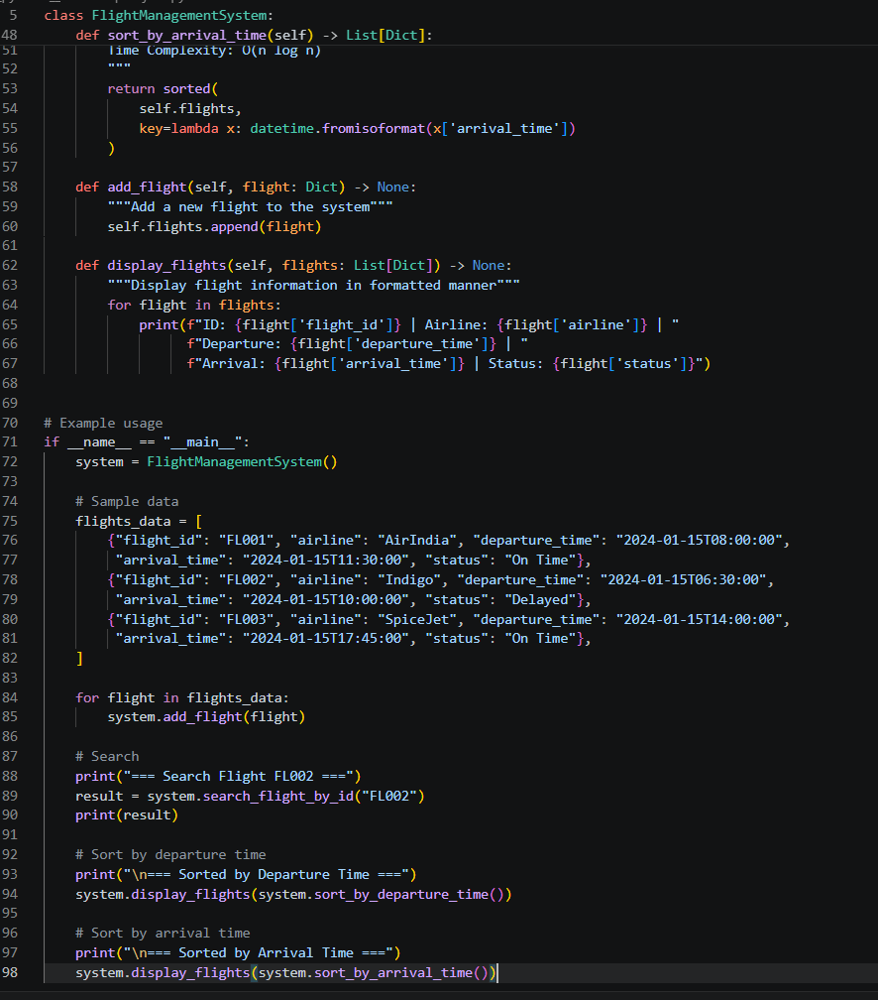 5 class FlightManagementSystem:
48 def sort_by_arrival_time(self) -> List[Dict]:
51 Time Complexity: O(n log n)
52 """
53 return sorted(
54 self.flights,
55 key=lambda x: datetime.fromisoformat(x['arrival_time'])
56 )
57
58 def add_flight(self, flight: Dict) -> None:
59 """Add a new flight to the system"""
60 self.flights.append(flight)
61
62 def display_flights(self, flights: List[Dict]) -> None:
63 """Display flight information in formatted manner"""
64 for flight in flights:
65 print(f"ID: {flight['flight_id']} | Airline: {flight['airline']} | "
66 f"Departure: {flight['departure_time']} | "
67 f"Arrival: {flight['arrival_time']} | Status: {flight['status']}")
68
69
70 # Example usage
71 if __name__ == "__main__":
72 system = FlightManagementSystem()
73
74 # Sample data
75 flights_data = [
76 {"flight_id": "FL001", "airline": "AirIndia", "departure_time": "2024-01-15T08:00:00",
77 "arrival_time": "2024-01-15T11:30:00", "status": "On Time"},
78 {"flight_id": "FL002", "airline": "Indigo", "departure_time": "2024-01-15T06:30:00",
79 "arrival_time": "2024-01-15T10:00:00", "status": "Delayed"},
80 {"flight_id": "FL003", "airline": "SpiceJet", "departure_time": "2024-01-15T14:00:00",
81 "arrival_time": "2024-01-15T17:45:00", "status": "On Time"},
82 ]
83
84 for flight in flights_data:
85 system.add_flight(flight)
86
87 # Search
88 print("=== Search Flight FL002 ===")
89 result = system.search_flight_by_id("FL002")
90 print(result)
91
92 # Sort by departure time
93 print("\n=== Sorted by Departure Time ===")
94 system.display_flights(system.sort_by_departure_time())
95
96 # Sort by arrival time
97 print("\n=== Sorted by Arrival Time ===")
98 system.display_flights(system.sort_by_arrival_time())